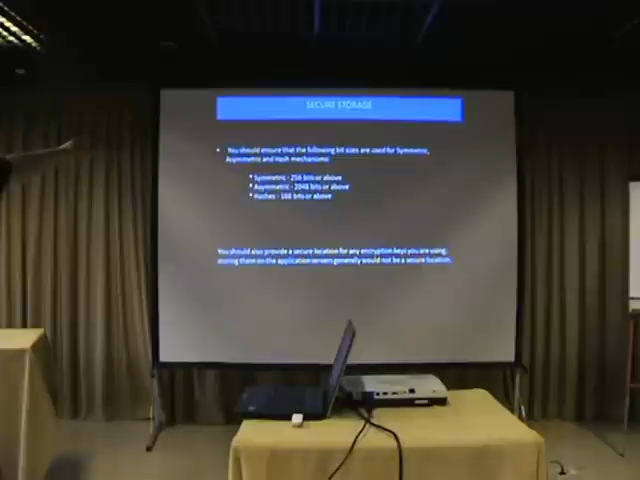 SECURE STORAGE
• You should ensure that the following bit sizes are used for Symmetric,
Asymmetric and Hash mechanisms:
* Symmetric - 256 bits or above
* Asymmetric - 2048 bits or above
* Hashes - 168 bits or above
You should also provide a secure location for any encryption keys you are using;
storing them on the application servers generally would not be a secure location.